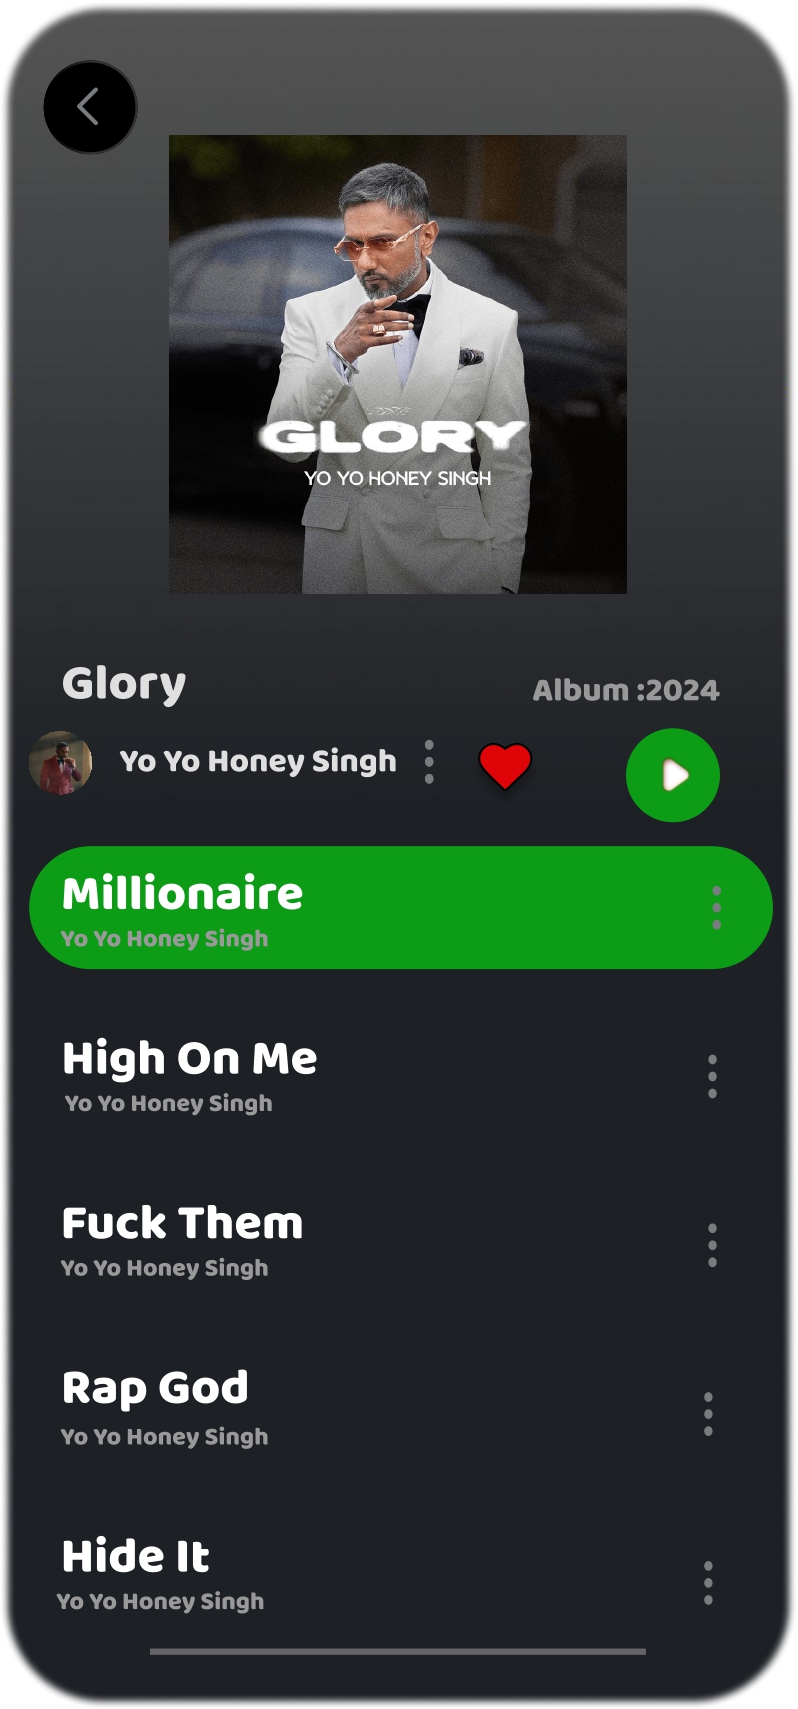 GLORY
YO YO HONEY SINGH
Glory
Album :2024
Yo Yo Honey Singh
Millionaire
Yo Yo Honey Singh
High On Me
Yo Yo Honey Singh
Fuck Them
Yo Yo Honey Singh
Rap God
Yo Yo Honey Singh
Hide It
Yo Yo Honey Singh